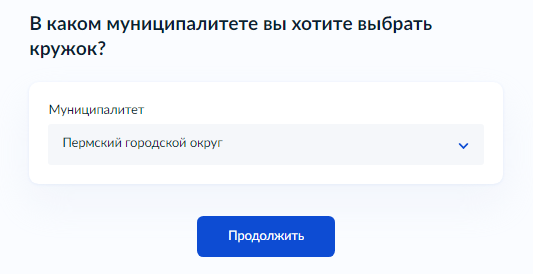 В каком муниципалитете вы хотите выбрать
кружок?
Муниципалитет
Пермский городской округ
Продолжить